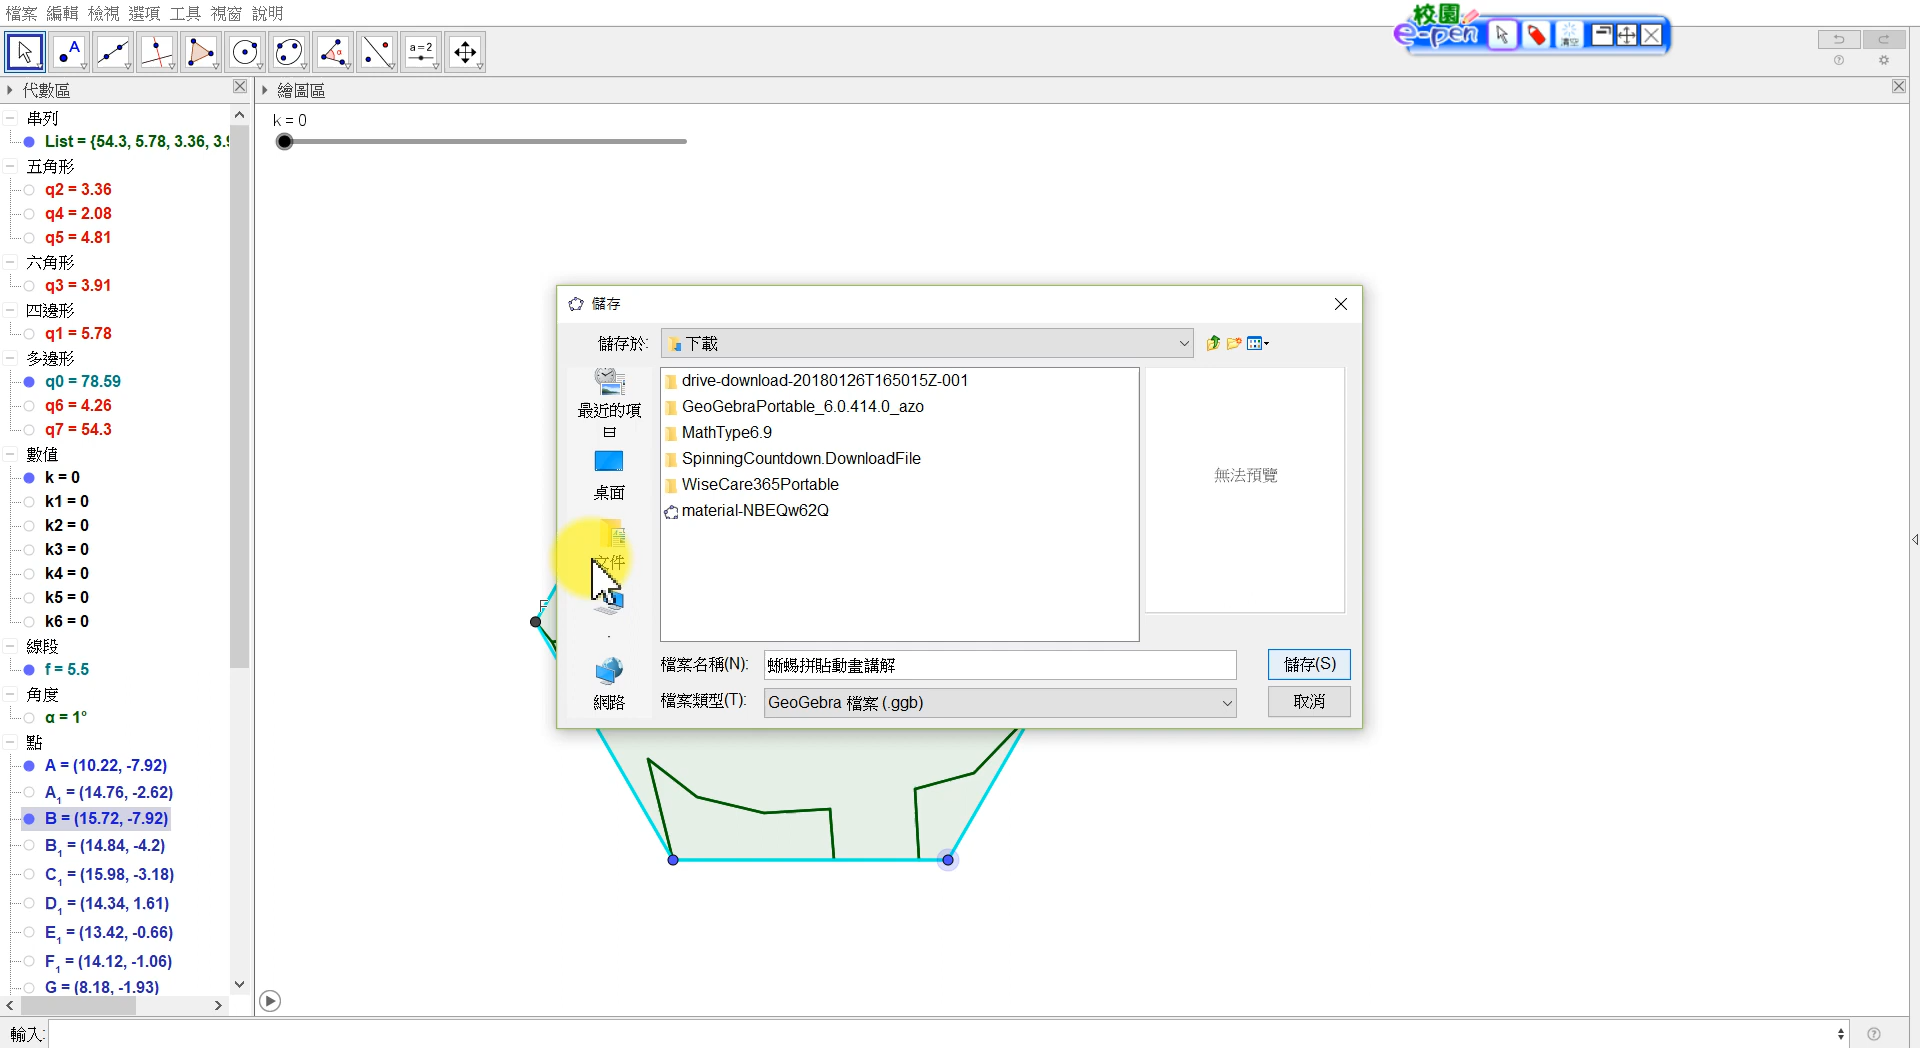 檔案 編輯 檢視 選項 工具 視窗 說明
校園
e-pen
清空
A
α
a=2
代數區
繪圖區
串列
List = {54.3, 5.78, 3.36, 3.9
五角形
q2 = 3.36
q4 = 2.08
q5 = 4.81
六角形
q3 = 3.91
四邊形
q1 = 5.78
多邊形
q0 = 78.59
q6 = 4.26
q7 = 54.3
數值
k = 0
k1 = 0
k2 = 0
k3 = 0
k4 = 0
k5 = 0
k6 = 0
線段
f = 5.5
角度
α = 1°
點
A = (10.22, -7.92)
A₁ = (14.76, -2.62)
B = (15.72, -7.92)
B₁ = (14.84, -4.2)
C₁ = (15.98, -3.18)
D₁ = (14.34, 1.61)
E₁ = (13.42, -0.66)
F₁ = (14.12, -1.06)
G = (8.18, -1.93)
k = 0
儲存
儲存於:
下載
最近的項
目
桌面
文件
網路
drive-download-20180126T165015Z-001
GeoGebraPortable_6.0.414.0_azo
MathType6.9
SpinningCountdown.DownloadFile
WiseCare365Portable
material-NBEQw62Q
無法預覽
檔案名稱(N):
蜥蜴拼貼動畫講解
儲存(S)
檔案類型(T):
GeoGebra 檔案 (.ggb)
取消
輸入: